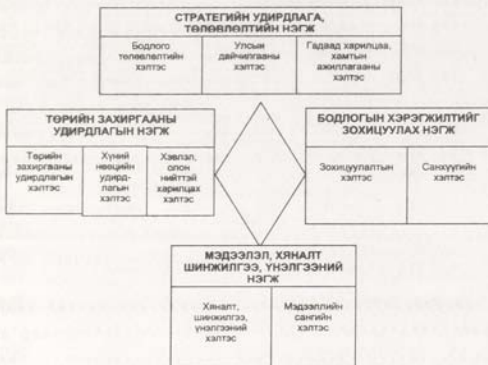 СТРАТЕГИЙН УДИРДЛАГА,
ТӨЛӨВЛӨЛТИЙН НЭГЖ
Бодлого
төлөвлөлтийн
хэлтэс
Улсын
дайчилгааны
хэлтэс
Гадаад харилцаа,
хамтын
ажиллагааны
хэлтэс
ТӨРИЙН ЗАХИРГААНЫ
УДИРДЛАГЫН НЭГЖ
Төрийн
захиргааны
удирдлагын
хэлтэс
Хүний
нөөцийн
удирд-
лагын
хэлтэс
Хэвлэл,
олон
нийттэй
харилцах
хэлтэс
БОДЛОГЫН ХЭРЭГЖИЛТИЙГ
ЗОХИЦУУЛАХ НЭГЖ
Зохицуулалтын
хэлтэс
Санхүүгийн
хэлтэс
МЭДЭЭЛЭЛ, ХЯНАЛТ
ШИНЖИЛГЭЭ, ҮНЭЛГЭЭНИЙ
НЭГЖ
Хяналт,
шинжилгээ,
үнэлгээний
хэлтэс
Мэдээллийн
сангийн
хэлтэс